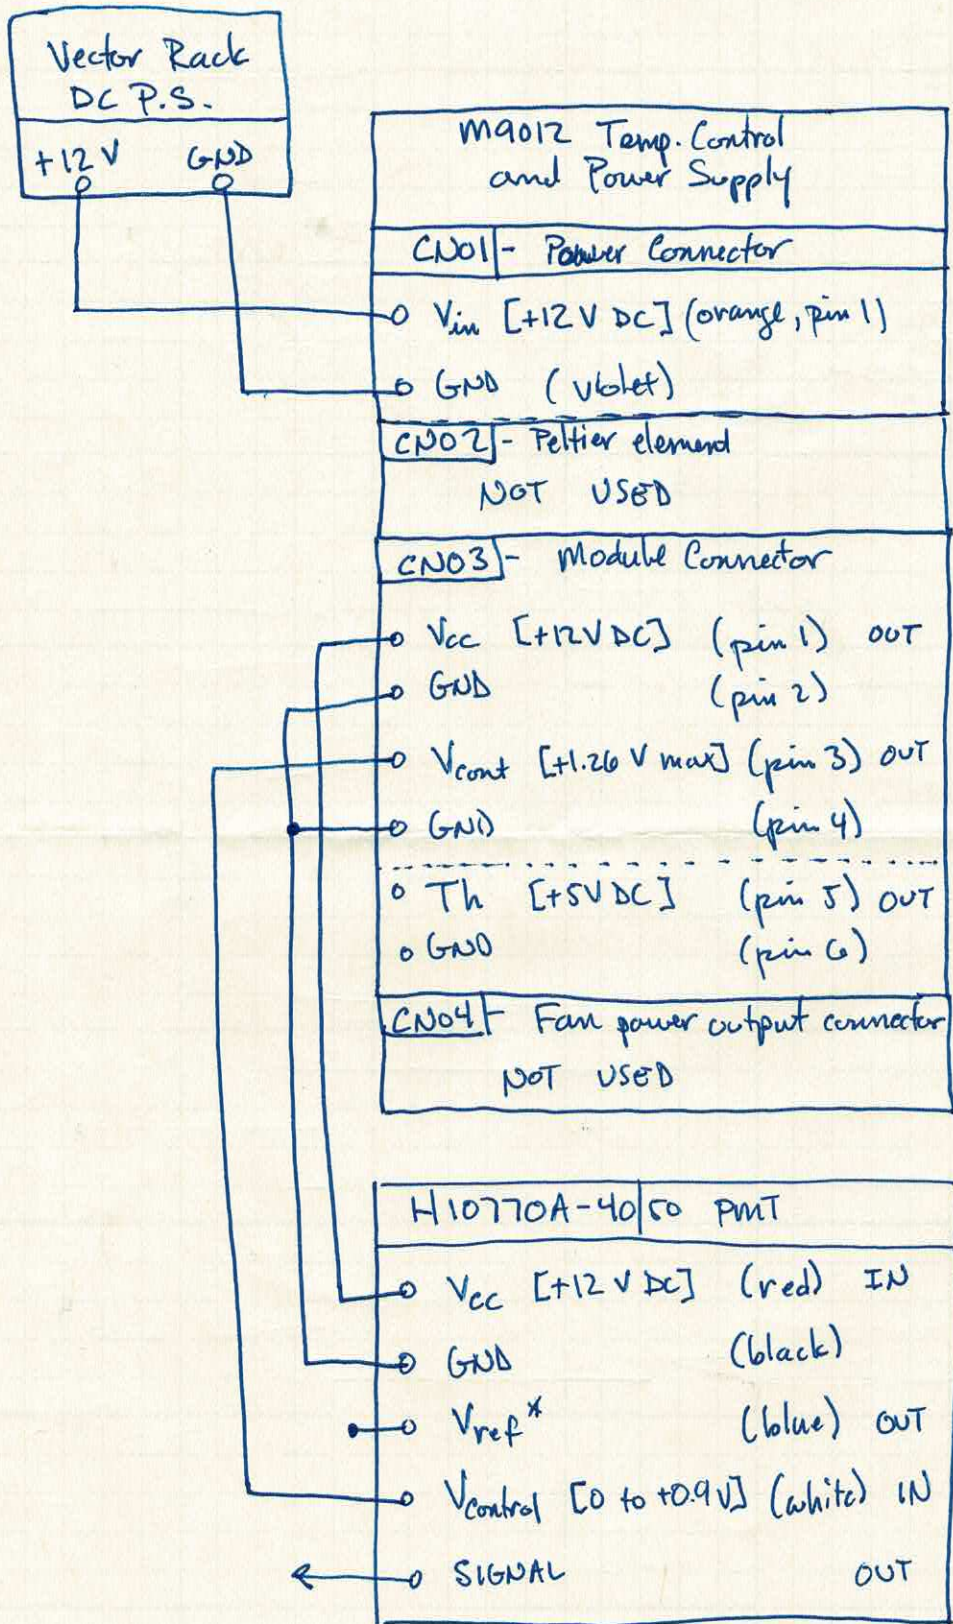 Vector Rack
DC P.S.
+12 V GND
M9012 Temp. Control
and Power Supply
CN01 - Power Connector
Vin [+12 V DC] (orange, pin 1)
GND (violet)
CN02 - Peltier element
NOT USED
CN03 - Module Connector
Vcc [+12V DC] (pin 1) OUT
GND (pin 2)
Vcont [+1.26 V max] (pin 3) OUT
GND (pin 4)
Th [+5V DC] (pin 5) OUT
GND (pin 6)
CN04 - Fan power output connector
NOT USED
H10770A-40/50 PMT
Vcc [+12 V DC] (red) IN
GND (black)
Vref* (blue) OUT
Vcontrol [0 to +0.9V] (white) IN
SIGNAL OUT